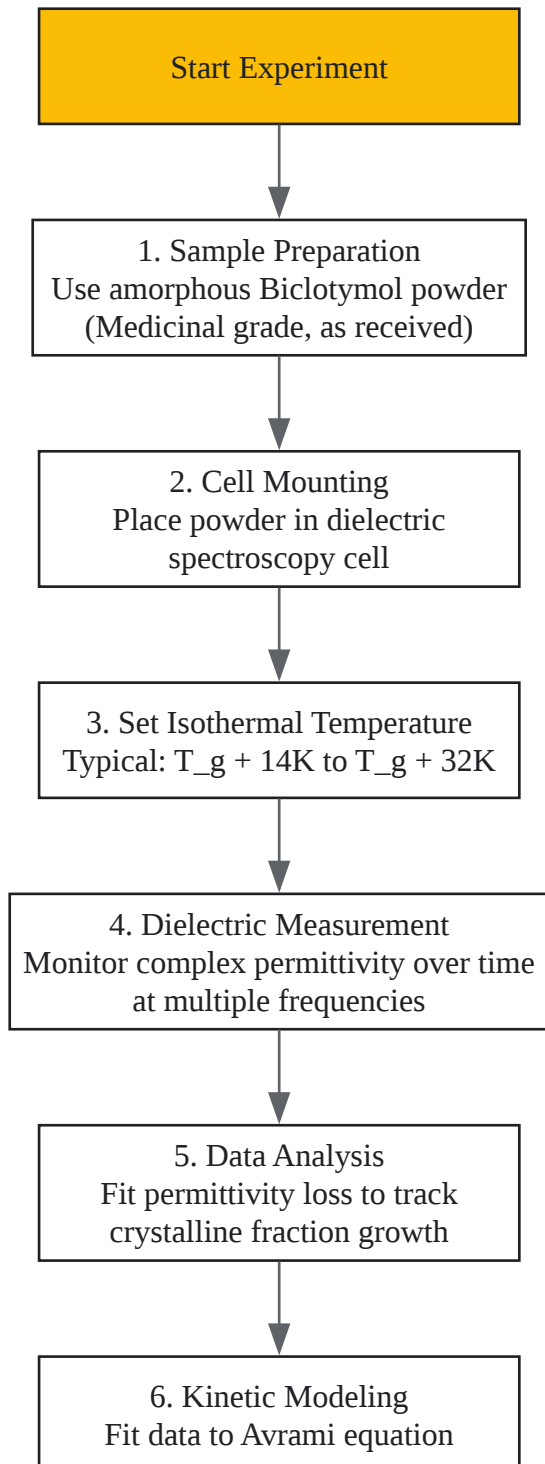 Start Experiment
1. Sample Preparation
Use amorphous Biclotymol powder
(Medicinal grade, as received)
2. Cell Mounting
Place powder in dielectric
spectroscopy cell
3. Set Isothermal Temperature
Typical: T_g + 14K to T_g + 32K
4. Dielectric Measurement
Monitor complex permittivity over time
at multiple frequencies
5. Data Analysis
Fit permittivity loss to track
crystalline fraction growth
6. Kinetic Modeling
Fit data to Avrami equation